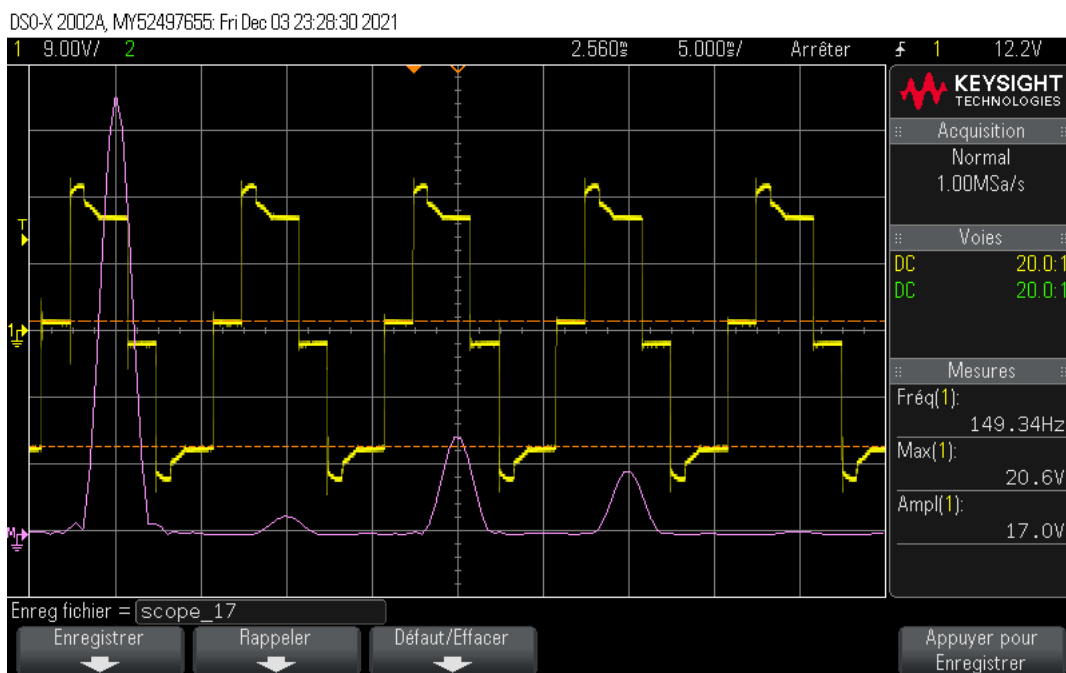 DSO-X 2002A, MY52497655: Fri Dec 03 23:28:30 2021
1 9.00V/ 2 2.560ms 5.000ms/ Arrêter 1 12.2V
KEYSIGHT
TECHNOLOGIES
Acquisition
Normal
1.00MSa/s
Voies
DC 20.0:1
DC 20.0:1
Mesures
Fréq(1):
149.34Hz
Max(1):
20.6V
Ampl(1):
17.0V
T
1
M
Enreg fichier = scope_17
Enregistrer Rappeler Défaut/Effacer Appuyer pour
Enregistrer